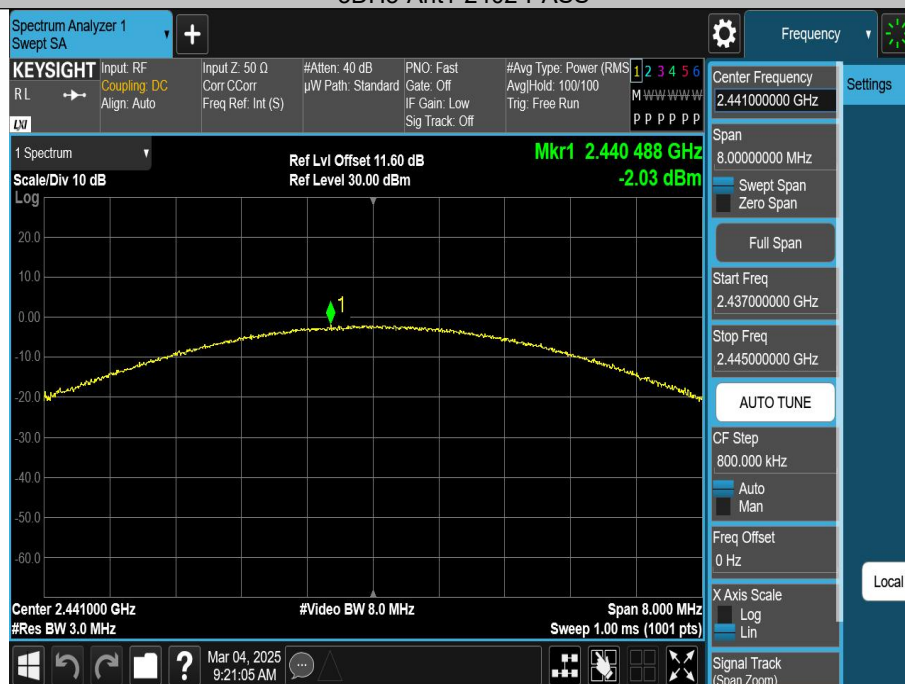 Spectrum Analyzer 1
Swept SA
Frequency
KEYSIGHT
RL
LXI
Input: RF
Coupling: DC
Align: Auto
Input Z: 50 Ω
Corr CCorr
Freq Ref: Int (S)
#Atten: 40 dB
µW Path: Standard
PNO: Fast
Gate: Off
IF Gain: Low
Sig Track: Off
#Avg Type: Power (RMS
Avg|Hold: 100/100
Trig: Free Run
1 2 3 4 5 6
M W W W W W
P P P P P P
1 Spectrum
Scale/Div 10 dB
Log
Ref Lvl Offset 11.60 dB
Ref Level 30.00 dBm
Mkr1 2.440 488 GHz
-2.03 dBm
20.0
10.0
0.00
-10.0
-20.0
-30.0
-40.0
-50.0
-60.0
1
Center 2.441000 GHz
#Res BW 3.0 MHz
#Video BW 8.0 MHz
Span 8.000 MHz
Sweep 1.00 ms (1001 pts)
Center Frequency
2.441000000 GHz
Settings
Span
8.00000000 MHz
Swept Span
Zero Span
Full Span
Start Freq
2.437000000 GHz
Stop Freq
2.445000000 GHz
AUTO TUNE
CF Step
800.000 kHz
Auto
Man
Freq Offset
0 Hz
Local
X Axis Scale
Log
Lin
Signal Track
(Span Zoom)
?
Mar 04, 2025
9:21:05 AM